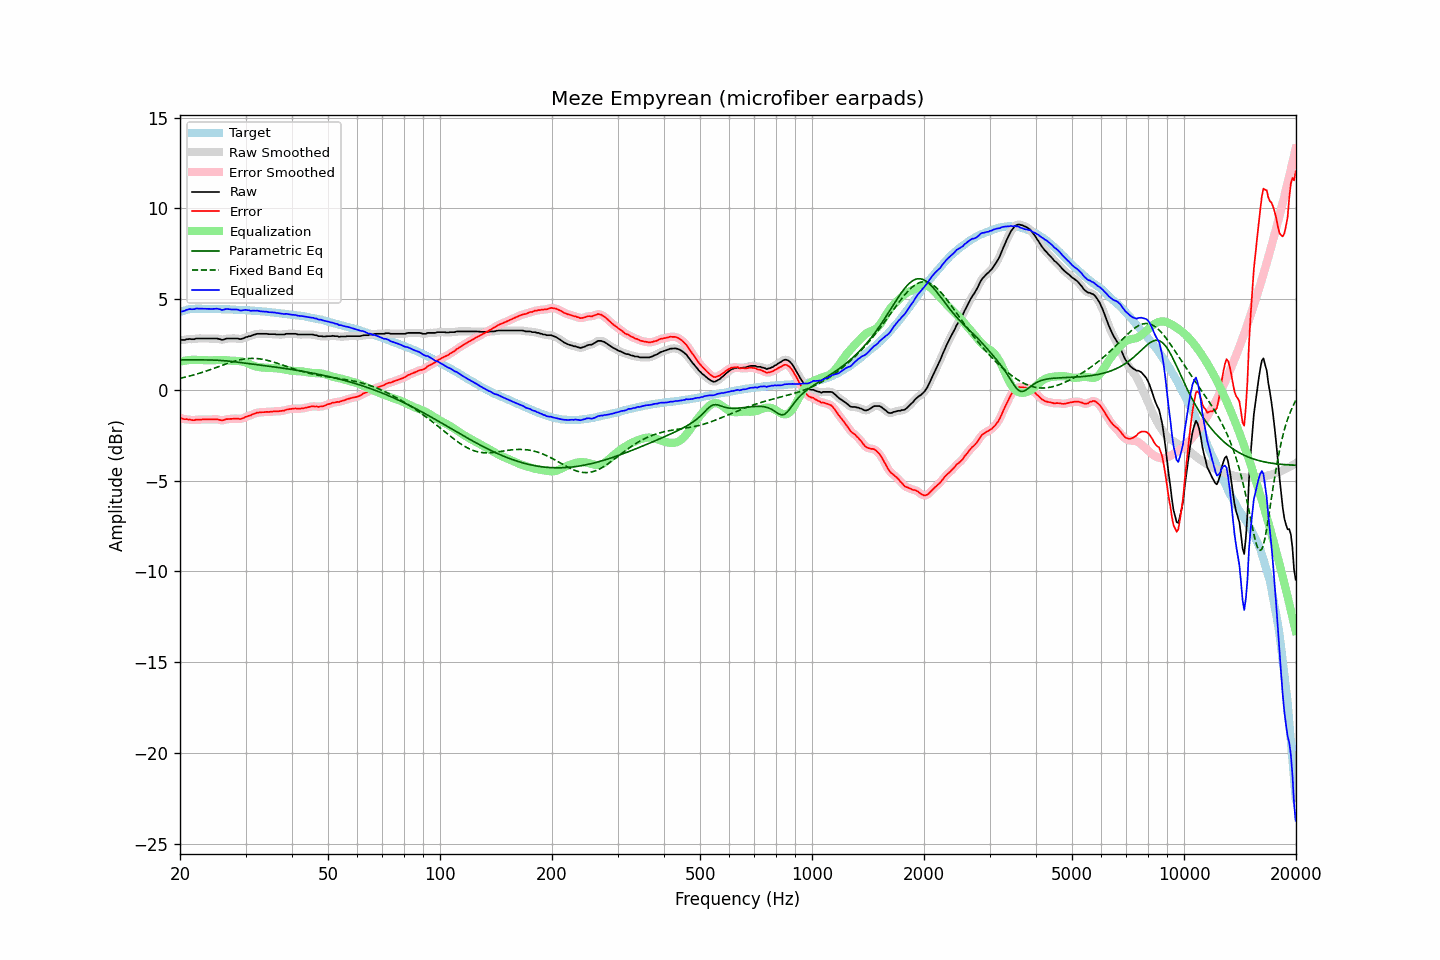 Meze Empyrean (microfiber earpads)
Target
Raw Smoothed
Error Smoothed
Raw
Error
Equalization
Parametric Eq
Fixed Band Eq
Equalized
15
10
5
0
−5
−10
−15
−20
−25
Amplitude (dBr)
20 50 100 200 500 1000 2000 5000 10000 20000
Frequency (Hz)